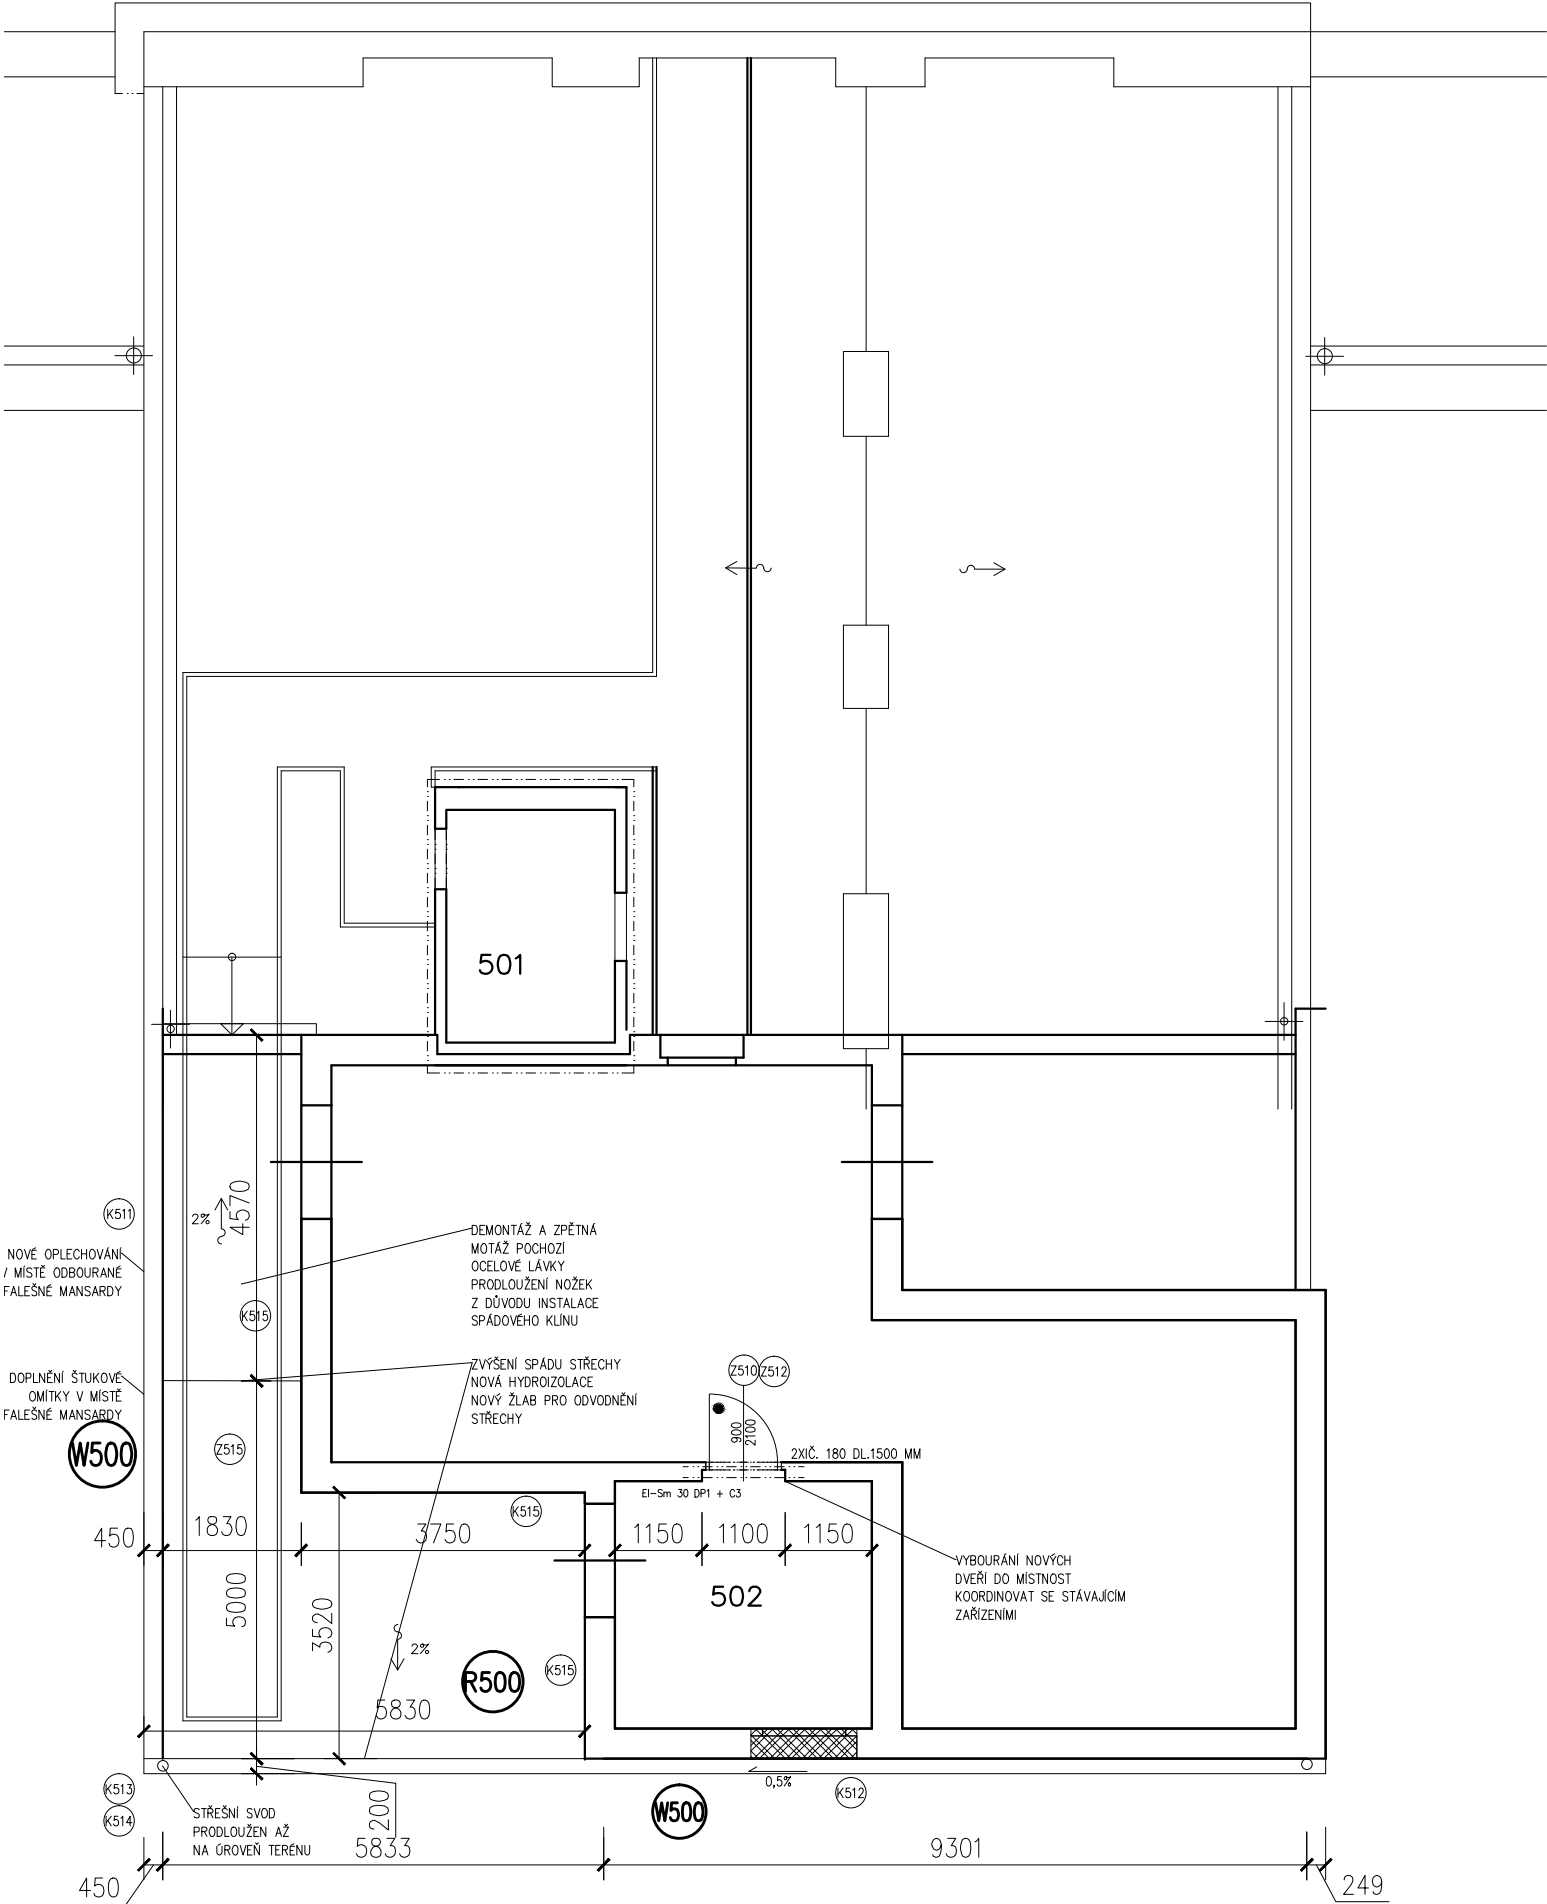 501
K511
2%
4570
NOVÉ OPLECHOVÁNÍ
MÍSTĚ ODBOURANÉ
FALEŠNÉ MANSARDY
DEMONTÁŽ A ZPĚTNÁ
MOTÁŽ POCHOZÍ
OCELOVÉ LÁVKY
PRODLOUŽENÍ NOŽEK
Z DŮVODU INSTALACE
SPÁDOVÉHO KLÍNU
K515
ZVÝŠENÍ SPÁDU STŘECHY
NOVÁ HYDROIZOLACE
NOVÝ ŽLAB PRO ODVODNĚNÍ
STŘECHY
DOPLNĚNÍ ŠTUKOVÉ
OMÍTKY V MÍSTĚ
FALEŠNÉ MANSARDY
W500
Z515
Z510
Z512
900
2100
2XIČ. 180 DL.1500 MM
EI-Sm 30 DP1 + C3
K515
450
1830
3750
1150
1100
1150
VYBOURÁNÍ NOVÝCH
DVEŘÍ DO MÍSTNOST
KOORDINOVAT SE STÁVAJÍCÍM
ZAŘÍZENÍMI
502
5000
3520
2%
R500
K515
5830
0,5%
K512
W500
K513
K514
STŘEŠNÍ SVOD
PRODLOUŽEN AŽ
NA ÚROVEŇ TERÉNU
200
5833
9301
450
249